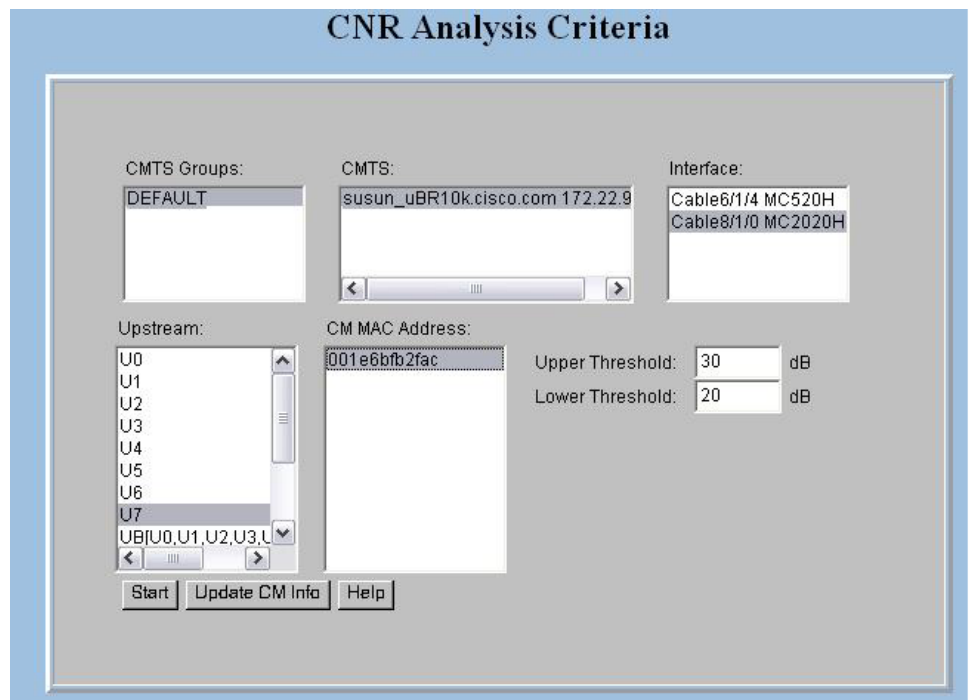 CNR Analysis Criteria
CMTS Groups:
DEFAULT
CMTS:
susun_uBR10k.cisco.com 172.22.9
Interface:
Cable6/1/4 MC520H
Cable8/1/0 MC2020H
Upstream:
U0
U1
U2
U3
U4
U5
U6
U7
UB[U0,U1,U2,U3,U
CM MAC Address:
001e6bfb2fac
Upper Threshold: 30 dB
Lower Threshold: 20 dB
Start Update CM Info Help